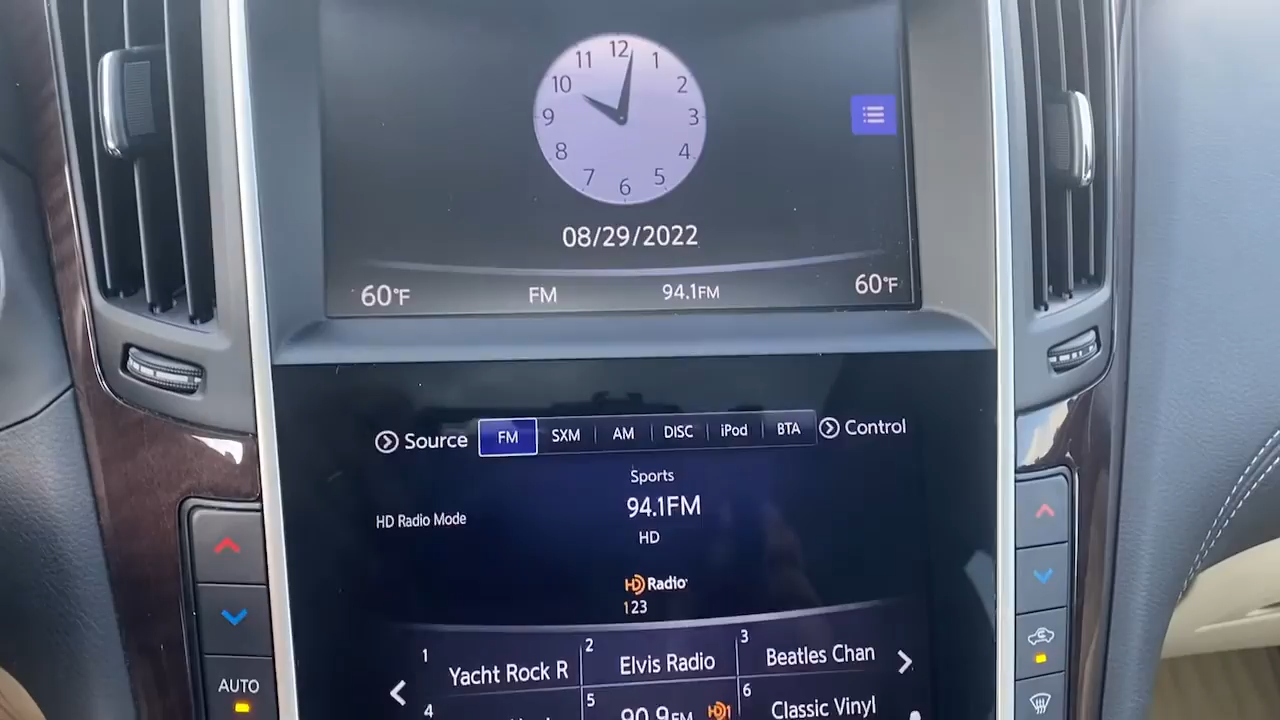 12
11 1
10 2
9 3
8 4
7 5
6
08/29/2022
60°F FM 94.1FM 60°F
Source FM SXM AM DISC iPod BTA Control
Sports
94.1FM
HD Radio Mode
HD
HD Radio
123
1 Yacht Rock R 2 Elvis Radio 3 Beatles Chan
4 5 90.9FM HD1 6 Classic Vinyl
AUTO